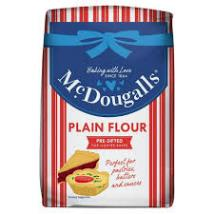 Baking with Love
SINCE 1864
McDougalls
PLAIN FLOUR
PRE-SIFTED
Perfect for
pastries,
batters
and sauces